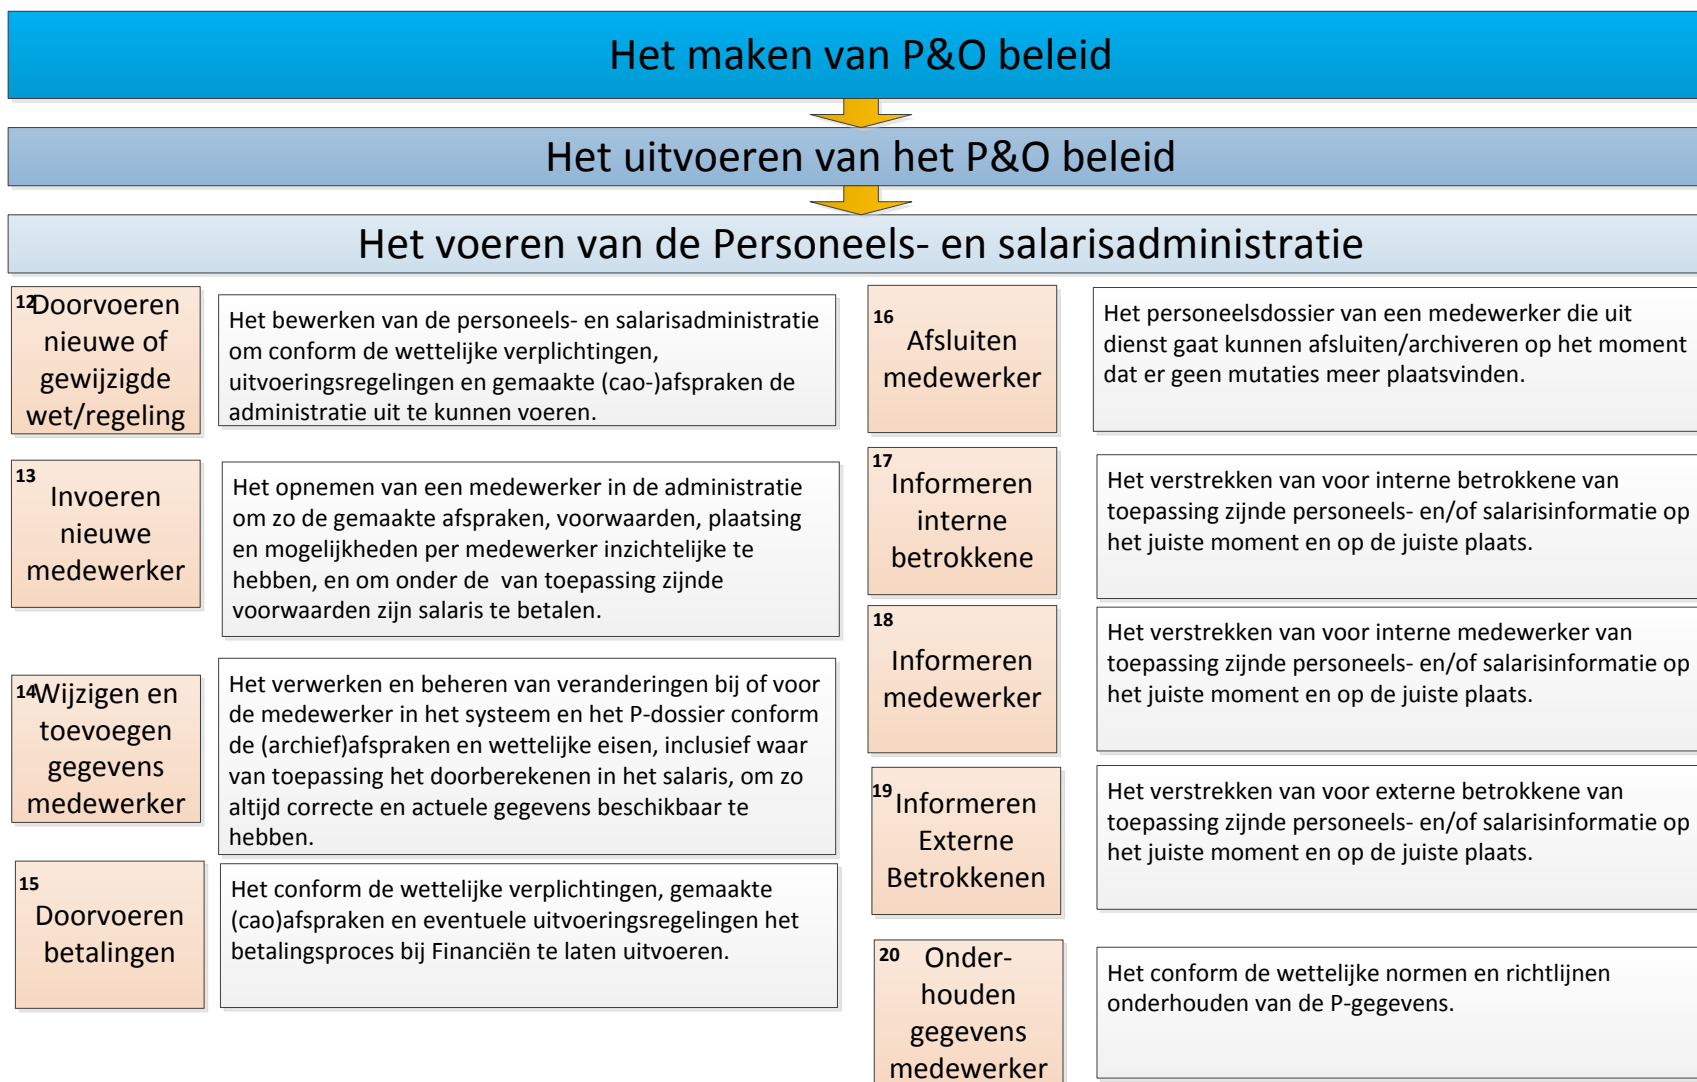 Het maken van P&O beleid
Het uitvoeren van het P&O beleid
Het voeren van de Personeels- en salarisadministratie
12
Doorvoeren
nieuwe of
gewijzigde
wet/regeling
Het bewerken van de personeels- en salarisadministratie
om conform de wettelijke verplichtingen,
uitvoeringsregelingen en gemaakte (cao-)afspraken de
administratie uit te kunnen voeren.
13
Invoeren
nieuwe
medewerker
Het opnemen van een medewerker in de administratie
om zo de gemaakte afspraken, voorwaarden, plaatsing
en mogelijkheden per medewerker inzichtelijke te
hebben, en om onder de van toepassing zijnde
voorwaarden zijn salaris te betalen.
14
Wijzigen en
toevoegen
gegevens
medewerker
Het verwerken en beheren van veranderingen bij of voor
de medewerker in het systeem en het P-dossier conform
de (archief)afspraken en wettelijke eisen, inclusief waar
van toepassing het doorberekenen in het salaris, om zo
altijd correcte en actuele gegevens beschikbaar te
hebben.
15
Doorvoeren
betalingen
Het conform de wettelijke verplichtingen, gemaakte
(cao)afspraken en eventuele uitvoeringsregelingen het
betalingsproces bij Financiën te laten uitvoeren.
16
Afsluiten
medewerker
Het personeelsdossier van een medewerker die uit
dienst gaat kunnen afsluiten/archiveren op het moment
dat er geen mutaties meer plaatsvinden.
17
Informeren
interne
betrokkene
Het verstrekken van voor interne betrokkene van
toepassing zijnde personeels- en/of salarisinformatie op
het juiste moment en op de juiste plaats.
18
Informeren
medewerker
Het verstrekken van voor interne medewerker van
toepassing zijnde personeels- en/of salarisinformatie op
het juiste moment en op de juiste plaats.
19
Informeren
Externe
Betrokkenen
Het verstrekken van voor externe betrokkene van
toepassing zijnde personeels- en/of salarisinformatie op
het juiste moment en op de juiste plaats.
20
Onder-
houden
gegevens
medewerker
Het conform de wettelijke normen en richtlijnen
onderhouden van de P-gegevens.